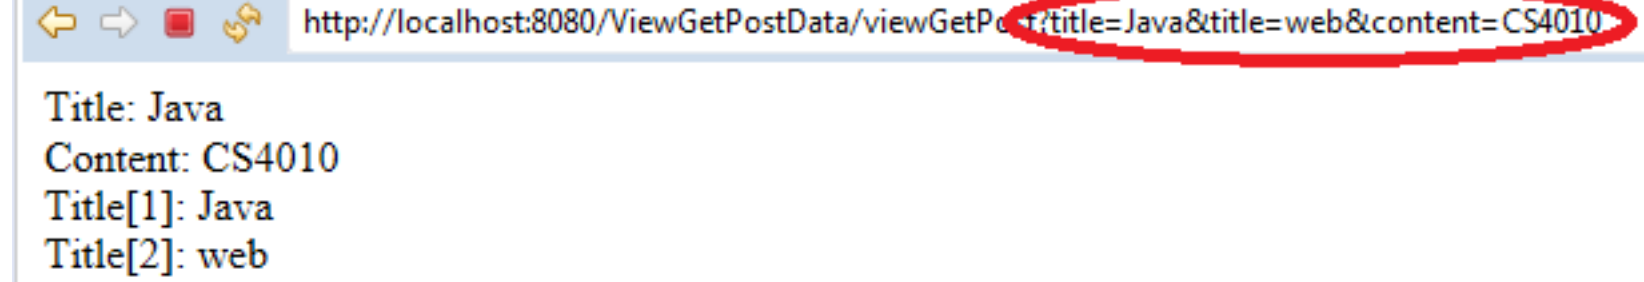 http://localhost:8080/ViewGetPostData/viewGetPost?title=Java&title=web&content=CS4010
Title: Java
Content: CS4010
Title[1]: Java
Title[2]: web